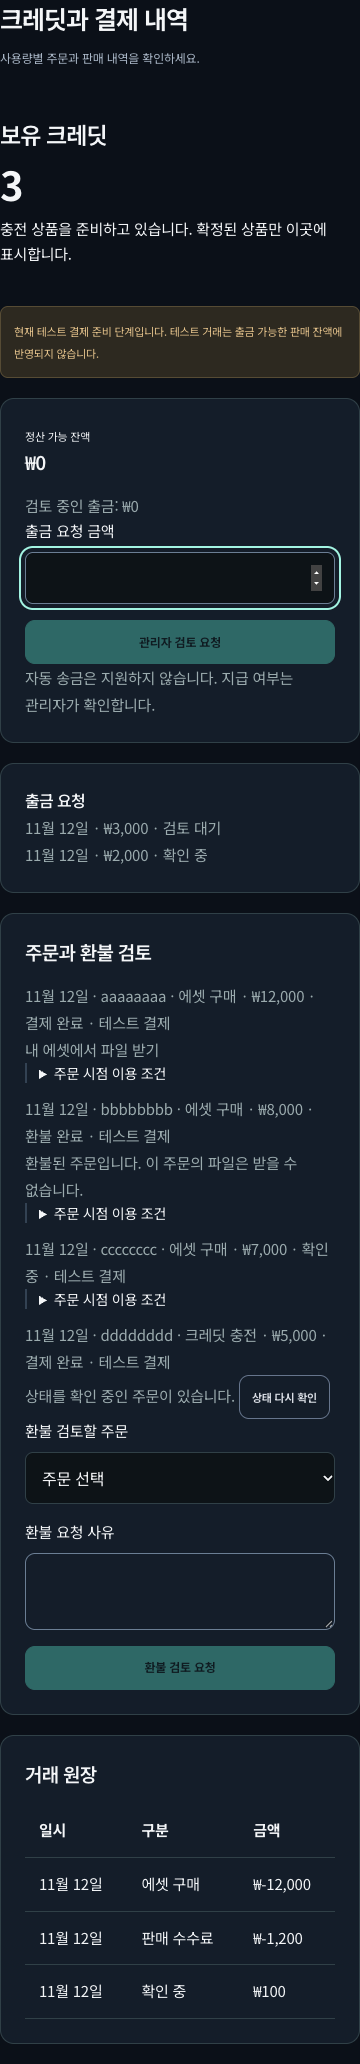 크레딧과 결제 내역
사용량별 주문과 판매 내역을 확인하세요.
보유 크레딧
3
충전 상품을 준비하고 있습니다. 확정된 상품만 이곳에
표시합니다.
현재 테스트 결제 준비 단계입니다. 테스트 거래는 출금 가능한 판매 잔액에
반영되지 않습니다.
정산 가능 잔액
₩0
검토 중인 출금: ₩0
출금 요청 금액
관리자 검토 요청
자동 송금은 지원하지 않습니다. 지급 여부는
관리자가 확인합니다.
출금 요청
11월 12일 · ₩3,000 · 검토 대기
11월 12일 · ₩2,000 · 확인 중
주문과 환불 검토
11월 12일 · aaaaaaaa · 에셋 구매 · ₩12,000 ·
결제 완료 · 테스트 결제
내 에셋에서 파일 받기
▶ 주문 시점 이용 조건
11월 12일 · bbbbbbbb · 에셋 구매 · ₩8,000 ·
환불 완료 · 테스트 결제
환불된 주문입니다. 이 주문의 파일은 받을 수
없습니다.
▶ 주문 시점 이용 조건
11월 12일 · cccccccc · 에셋 구매 · ₩7,000 · 확인
중 · 테스트 결제
▶ 주문 시점 이용 조건
11월 12일 · dddddddd · 크레딧 충전 · ₩5,000 ·
결제 완료 · 테스트 결제
상태를 확인 중인 주문이 있습니다. 상태 다시 확인
환불 검토할 주문
주문 선택
환불 요청 사유
환불 검토 요청
거래 원장
일시 구분 금액
11월 12일 에셋 구매 ₩-12,000
11월 12일 판매 수수료 ₩-1,200
11월 12일 확인 중 ₩100